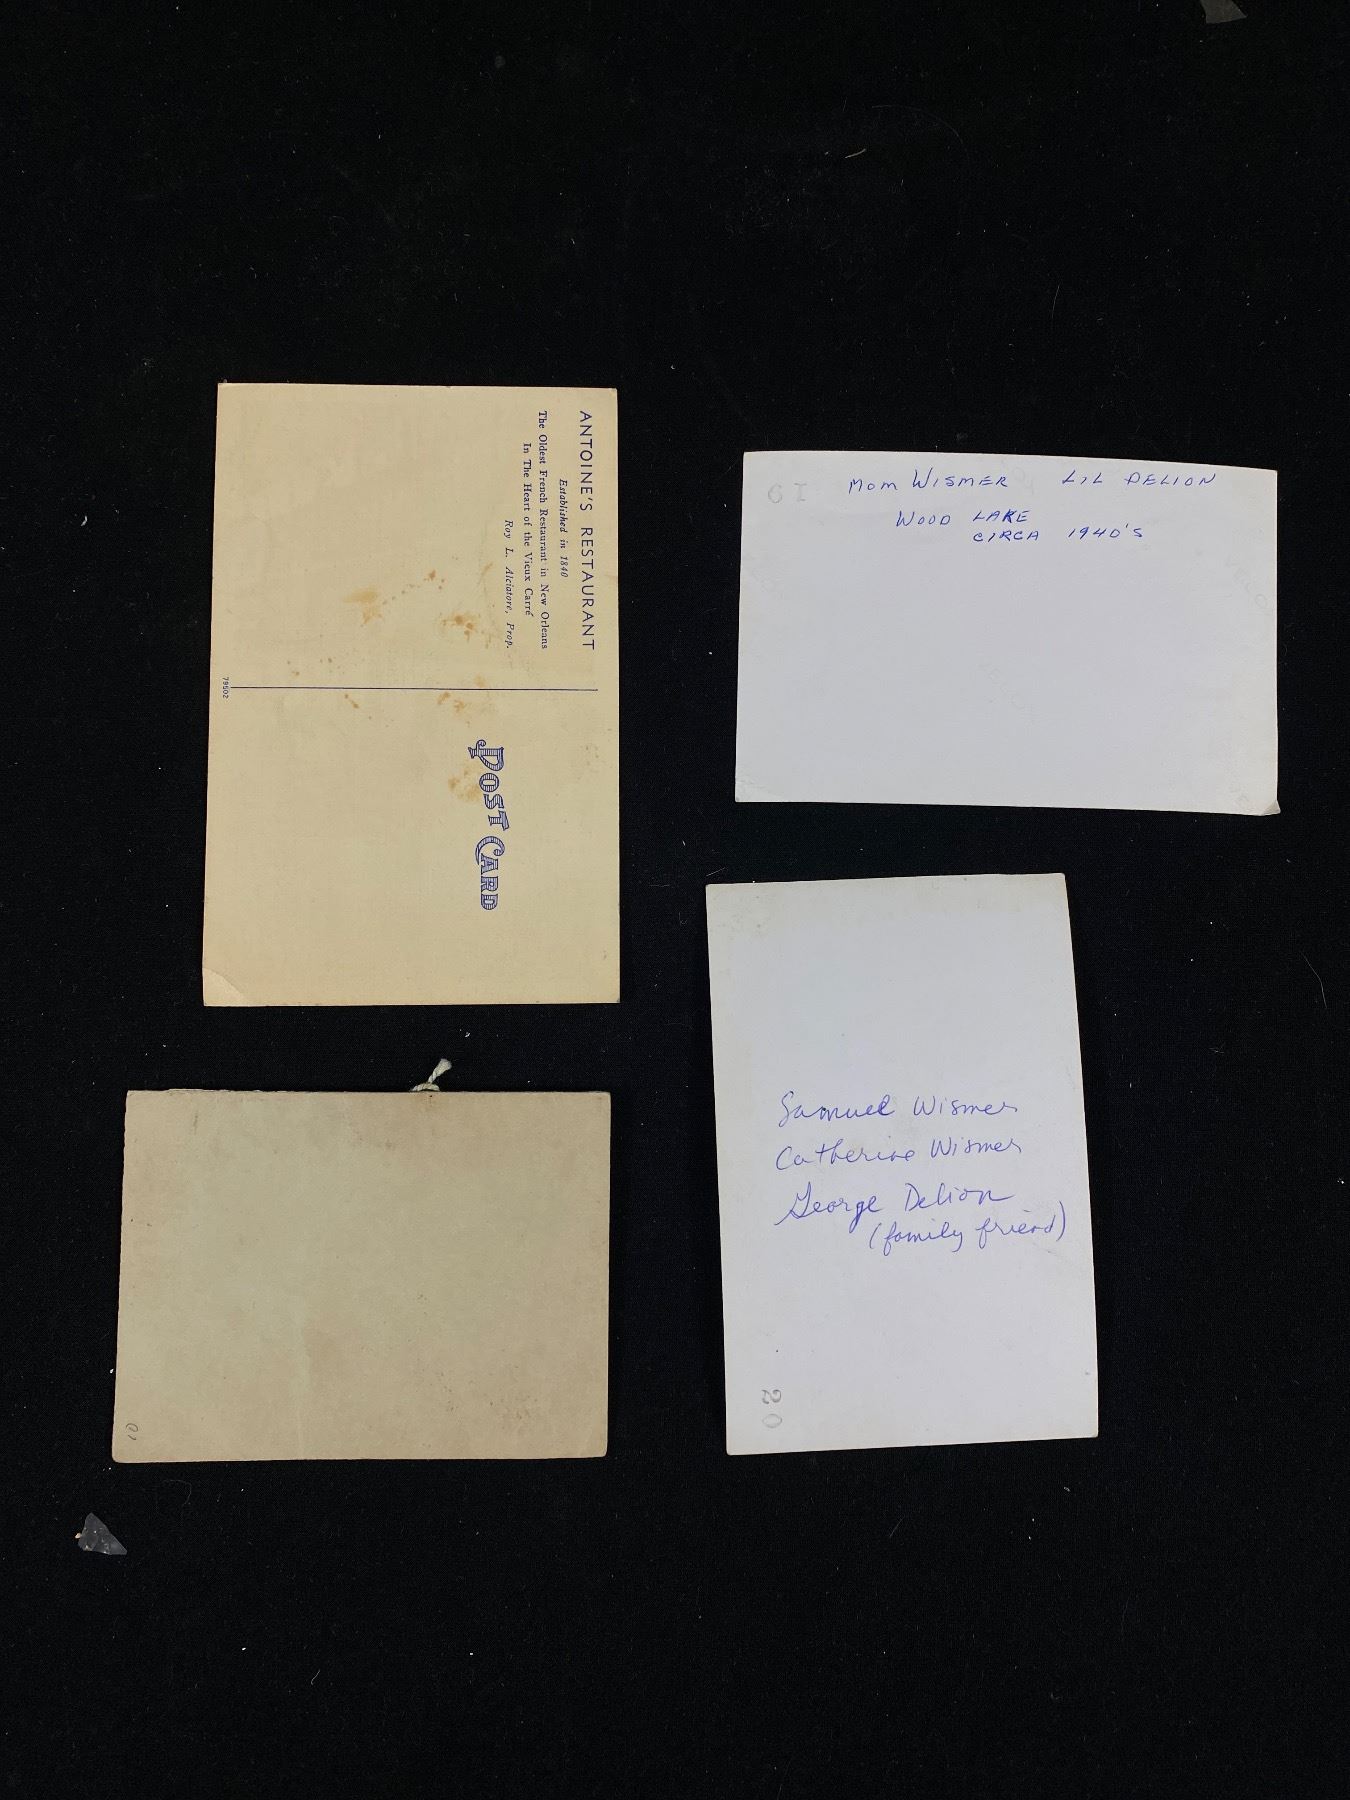 ANTOINE'S RESTAURANT
Established in 1840
The Oldest French Restaurant in New Orleans
In The Heart of the Vieux Carré
Roy L. Alciatore, Prop.
79502
POST CARD
19
MOM WISMER LIL DELION
WOOD LAKE
CIRCA 1940'S
Samuel Wismer
Catherine Wismer
George Delion
(family friend)
20